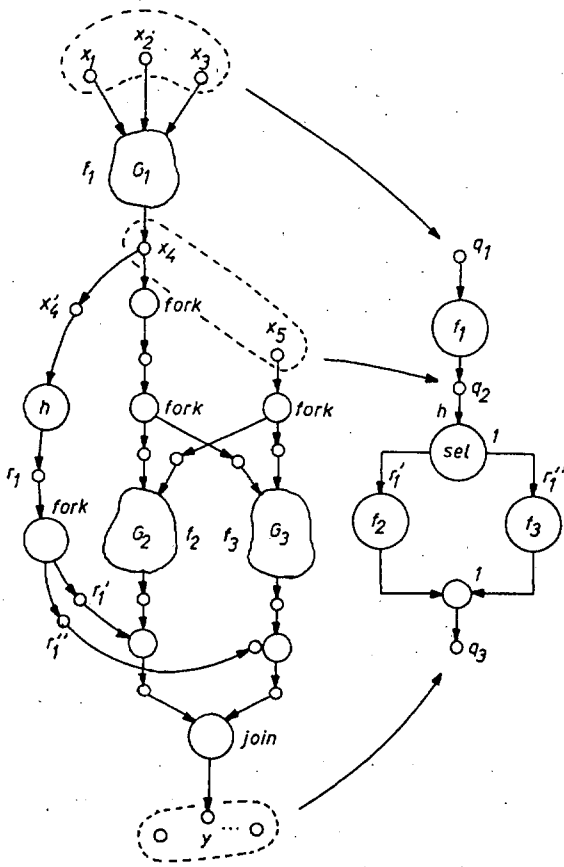 x₁ x₂ x₃
f₁ G₁
x₄
x₄′ fork
x₅
h fork fork
r₁
fork
G₂ f₂ f₃ G₃
r₁′
r₁″
join
y ...
q₁
f₁
q₂
h
sel 1
r₁′ r₁″
f₂ f₃
1
q₃